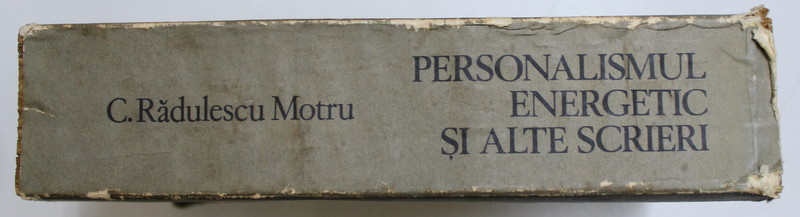 C. Rădulescu Motru
PERSONALISMUL
ENERGETIC
ȘI ALTE SCRIERI